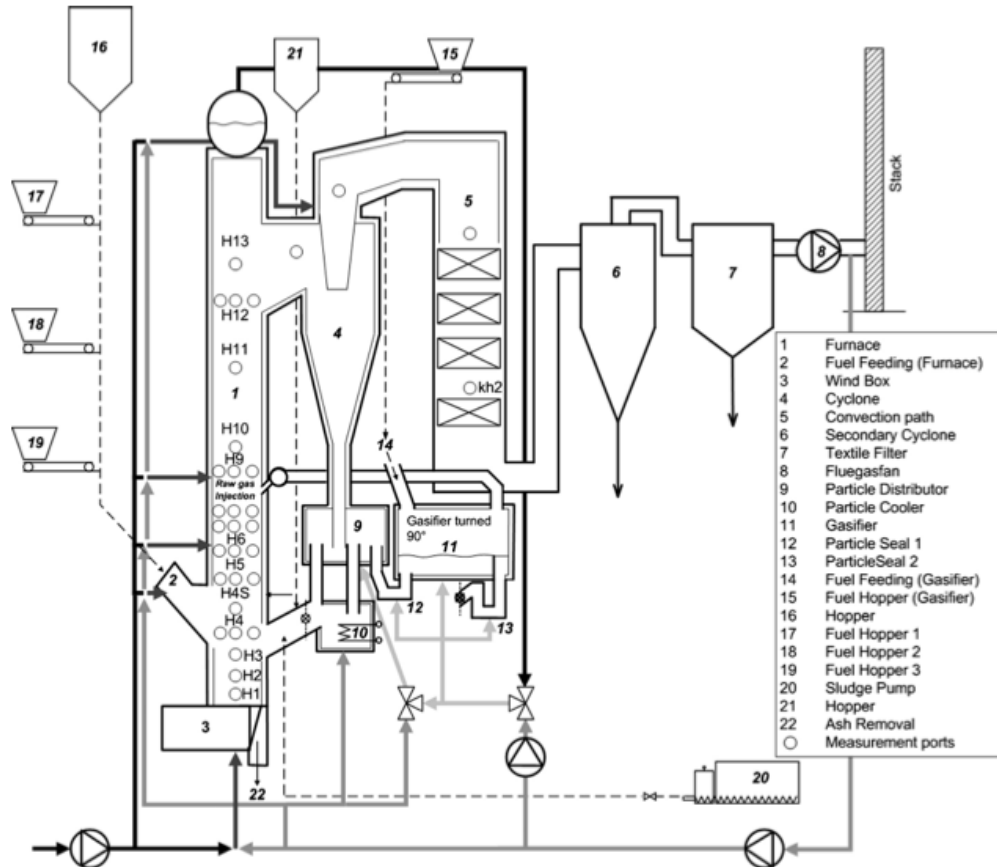 16
21
15
17
18
19
H13
H12
H11
1
H10
H9
Raw gas
Injection
H6
H5
H4S
H4
H3
H2
H1
2
3
22
4
5
kh2
14
9
Gasifier turned
90°
11
12
13
10
6
7
8
Stack
20
1 Furnace
2 Fuel Feeding (Furnace)
3 Wind Box
4 Cyclone
5 Convection path
6 Secondary Cyclone
7 Textile Filter
8 Fluegasfan
9 Particle Distributor
10 Particle Cooler
11 Gasifier
12 Particle Seal 1
13 ParticleSeal 2
14 Fuel Feeding (Gasifier)
15 Fuel Hopper (Gasifier)
16 Hopper
17 Fuel Hopper 1
18 Fuel Hopper 2
19 Fuel Hopper 3
20 Sludge Pump
21 Hopper
22 Ash Removal
Measurement ports